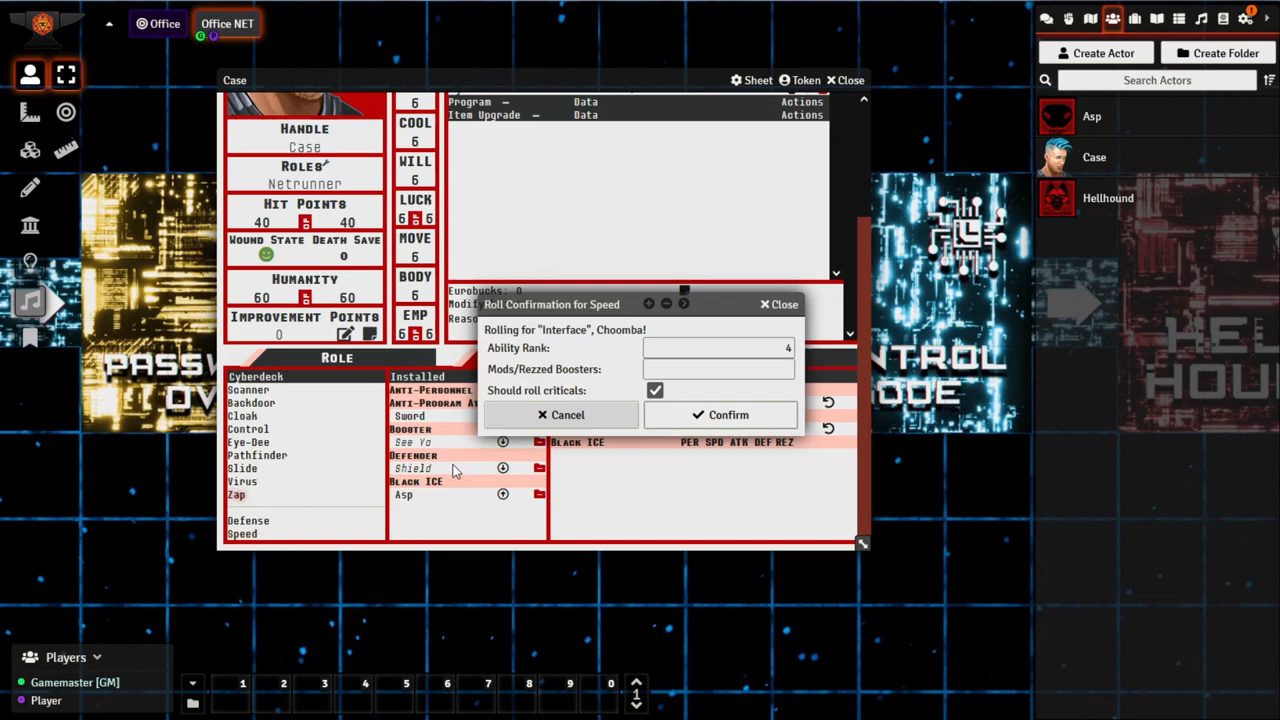 Office
Office NET
G P
Case
Sheet
Token
Close
Create Actor
Create Folder
Search Actors
Asp
Case
Hellhound
Handle
Case
Roles
Netrunner
Hit Points
40
40
Wound State
Death Save
0
Humanity
60
60
Improvement Points
0
6
COOL
6
WILL
6
LUCK
6
6
MOVE
6
BODY
6
EMP
6
6
Program —
Data
Actions
Item Upgrade —
Data
Actions
Eurobucks: 0
Roll Confirmation for Speed
Close
Rolling for "Interface", Choomba!
Ability Rank:
4
Mods/Rezzed Boosters:
Should roll criticals:
Cancel
Confirm
ROLE
Cyberdeck
Scanner
Backdoor
Cloak
Control
Eye-Dee
Pathfinder
Slide
Virus
Zap
Defense
Speed
Installed
Anti-Personnel
Anti-Program
Sword
Booster
See Ya
Defender
Shield
Black ICE
Asp
Black ICE
PER SPD ATK DEF REZ
Players
Gamemaster [GM]
Player
1
2
3
4
5
6
7
8
9
0
1